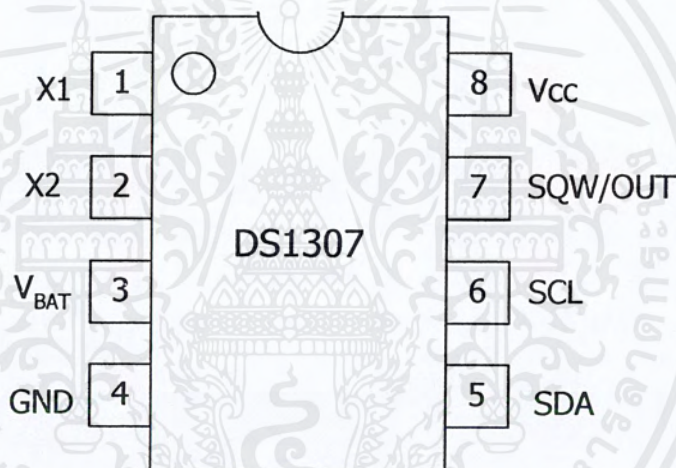 X1 1 8 Vcc
X2 2 7 SQW/OUT
DS1307
VBAT 3 6 SCL
GND 4 5 SDA